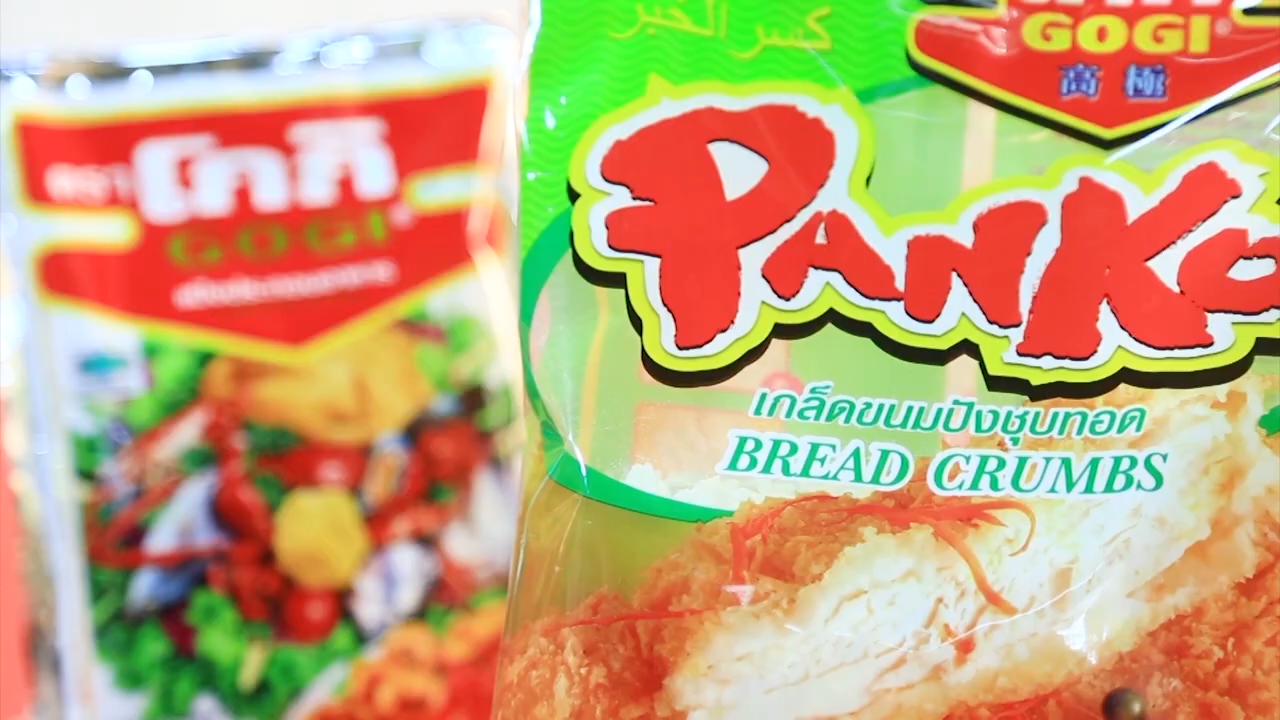 ตรา โกกิ
GOGI
كسر الخبز
GOGI
高極
PANKO
เกล็ดขนมปังชุบทอด
BREAD CRUMBS